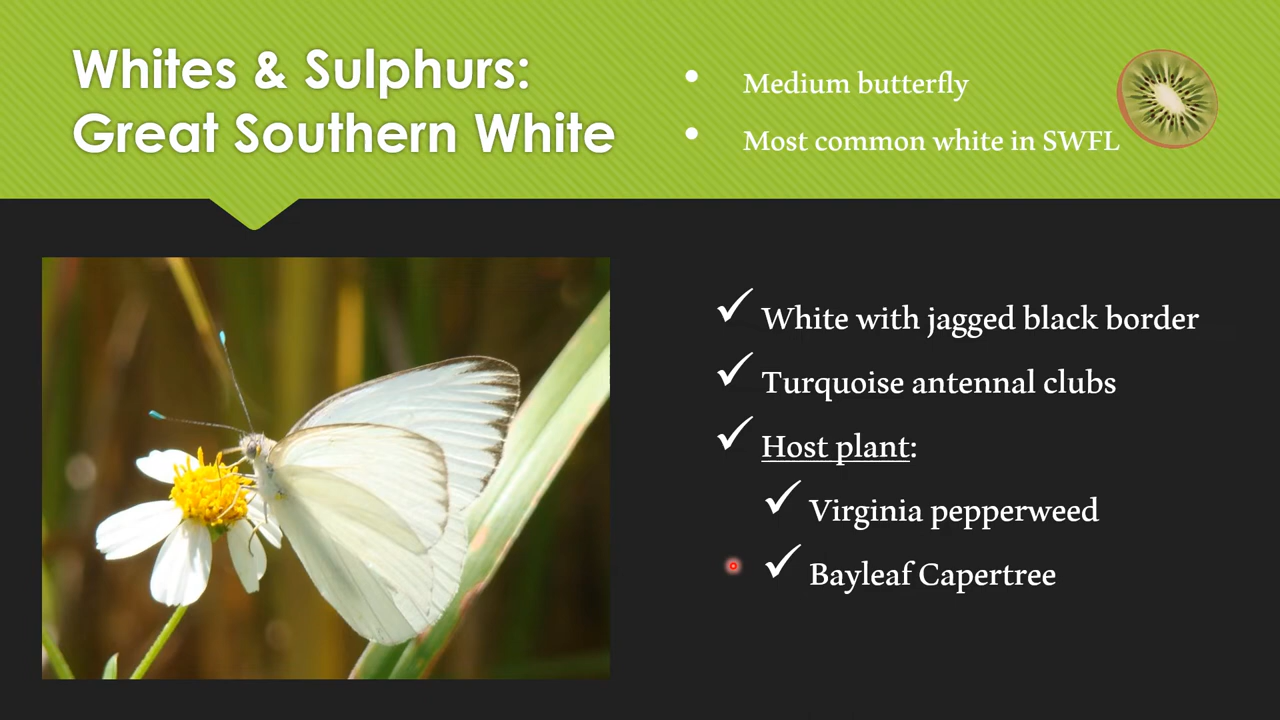 Whites & Sulphurs:
Great Southern White
• Medium butterfly
• Most common white in SWFL
✓ White with jagged black border
✓ Turquoise antennal clubs
✓ Host plant:
✓ Virginia pepperweed
✓ Bayleaf Capertree